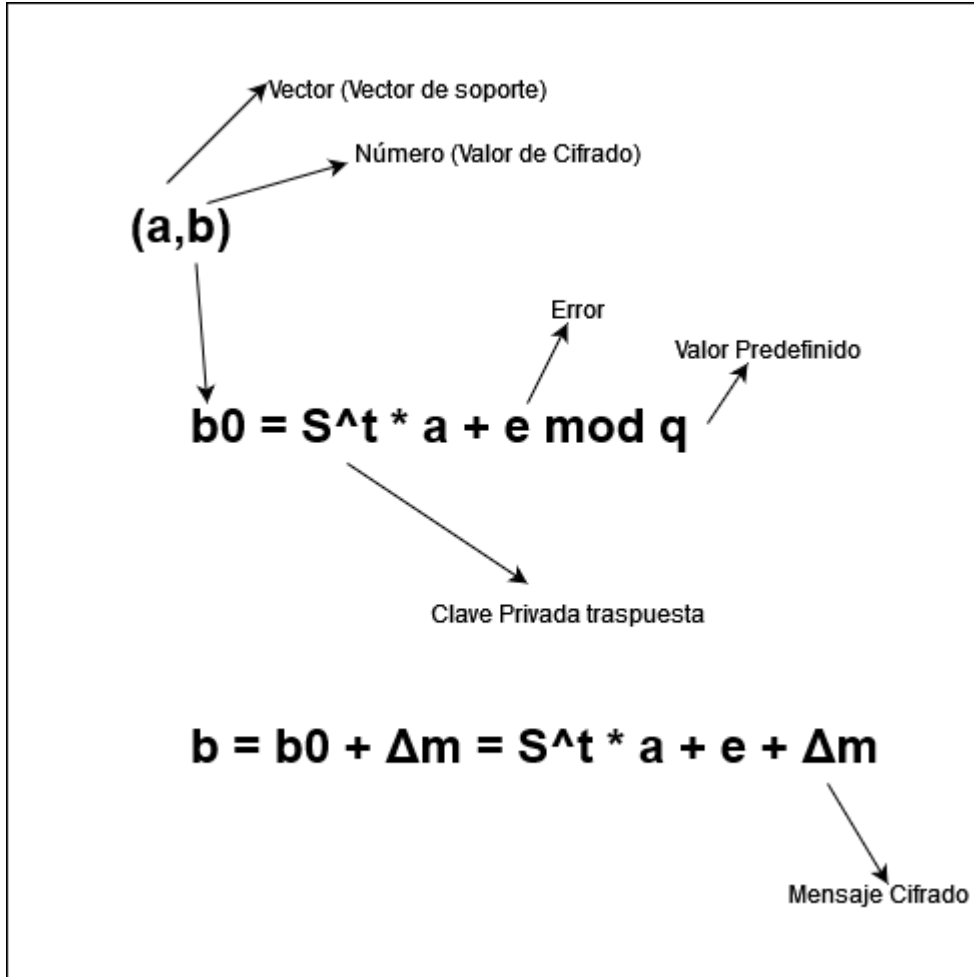 Vector (Vector de soporte)
Número (Valor de Cifrado)
(a,b)
Error
Valor Predefinido
b0 = S^t * a + e mod q
Clave Privada traspuesta
b = b0 + Δm = S^t * a + e + Δm
Mensaje Cifrado